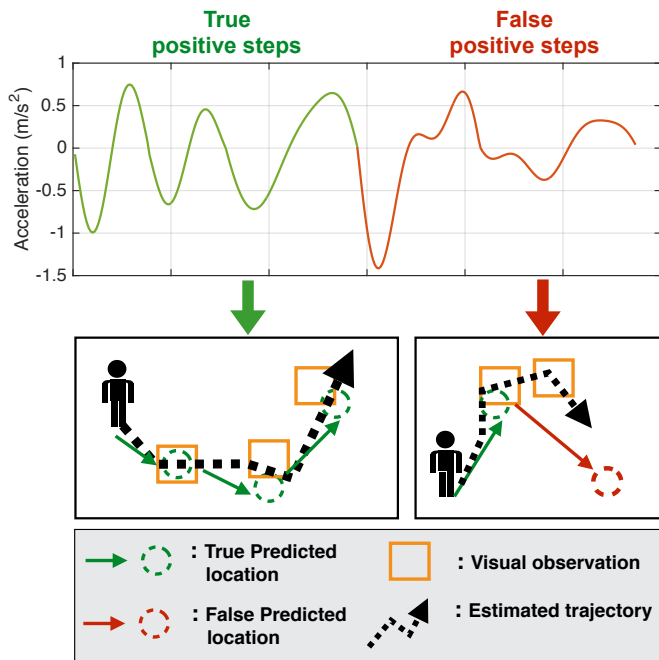 True
positive steps
False
positive steps
Acceleration (m/s²)
1
0.5
0
-0.5
-1
-1.5
: True Predicted
location
: Visual observation
: False Predicted
location
: Estimated trajectory